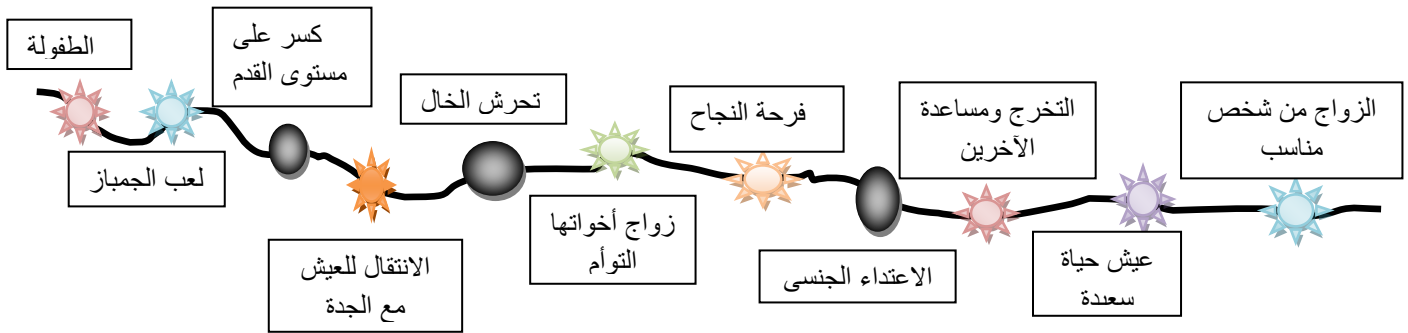 الطفولة
لعب الجمباز
كسر على
مستوى القدم
الانتقال للعيش
مع الجدة
تحرش الخال
زواج أخواتها
التوأم
فرحة النجاح
الاعتداء الجنسي
التخرج ومساعدة
الآخرين
عيش حياة
سعيدة
الزواج من شخص
مناسب